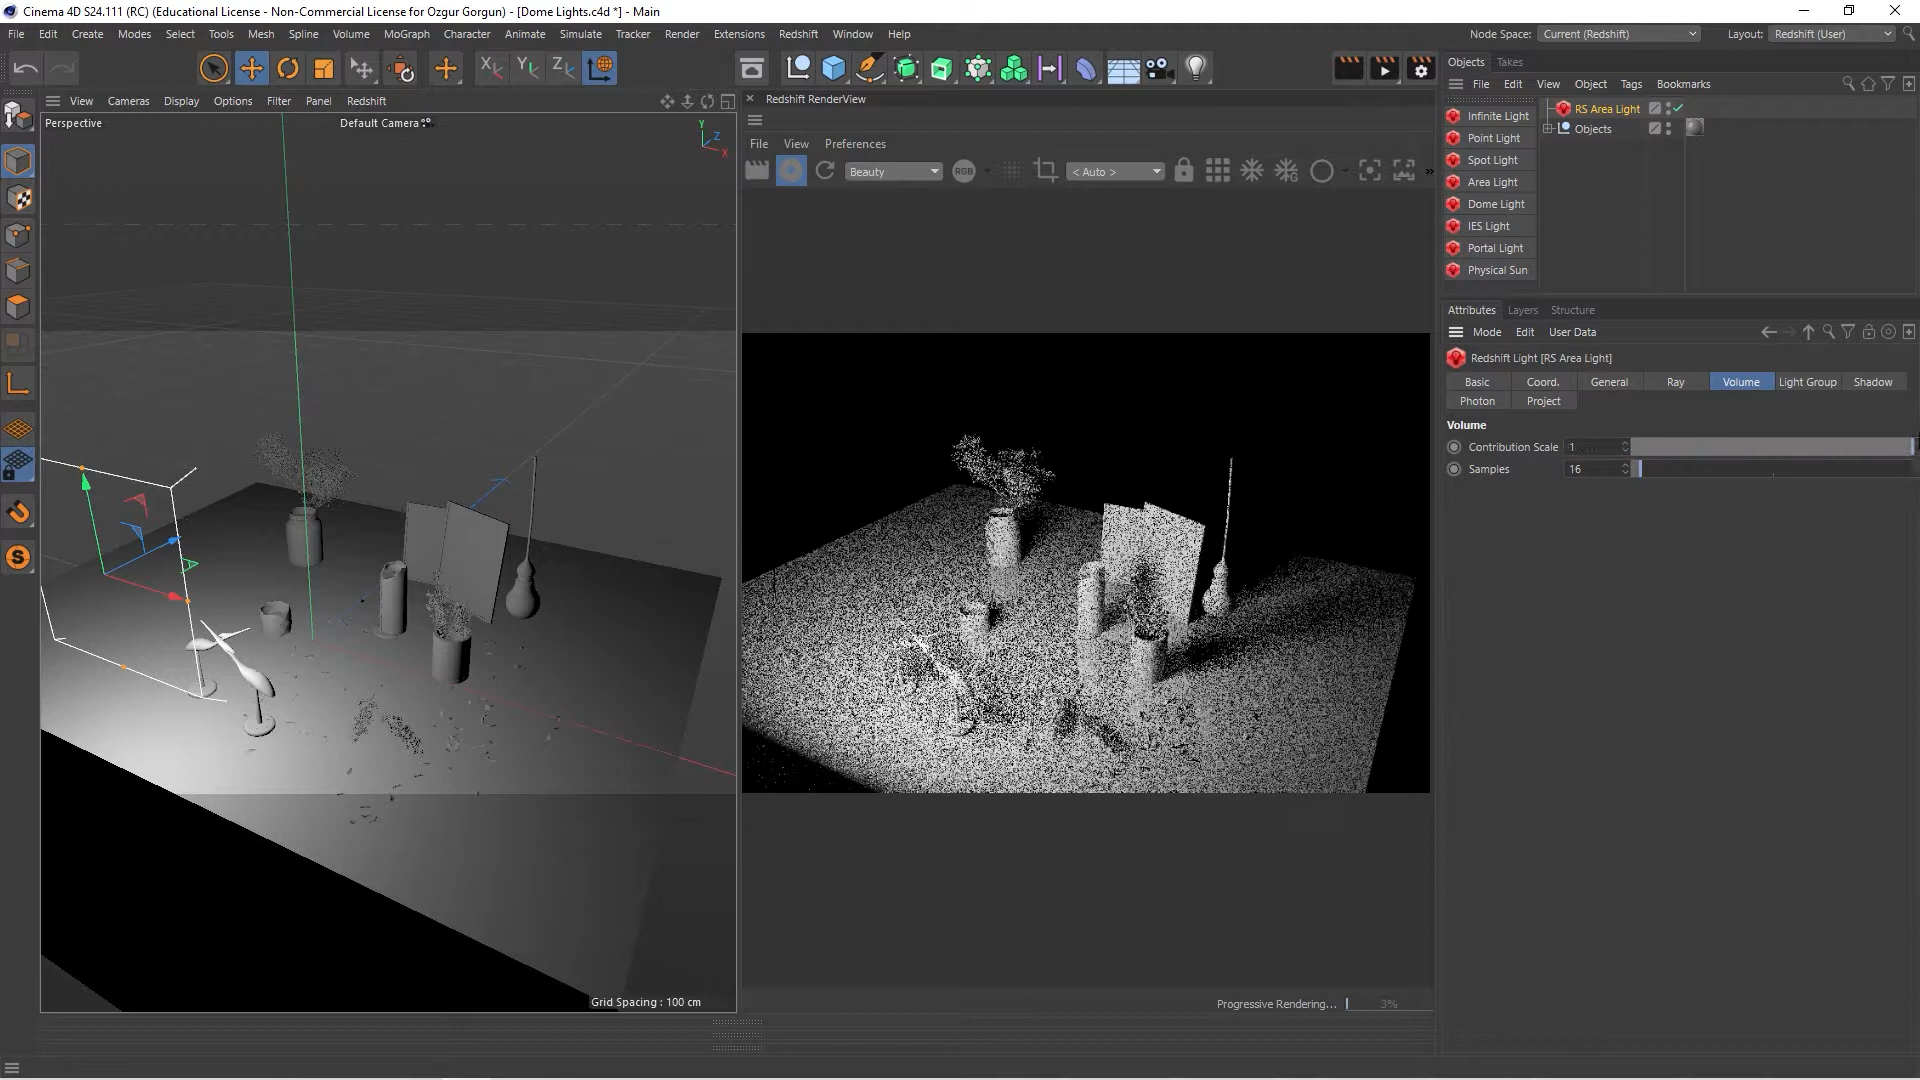 Cinema 4D S24.111 (RC) (Educational License - Non-Commercial License for Ozgur Gorgun) - [Dome Lights.c4d *] - Main
File Edit Create Modes Select Tools Mesh Spline Volume MoGraph Character Animate Simulate Tracker Render Extensions Redshift Window Help
Node Space: Current (Redshift) Layout: Redshift (User)
Objects Takes
File Edit View Object Tags Bookmarks
View Cameras Display Options Filter Panel Redshift
Redshift RenderView
Perspective
Default Camera
Y
Z
X
File View Preferences
Beauty
RGB
< Auto >
»
Infinite Light
Point Light
Spot Light
Area Light
Dome Light
IES Light
Portal Light
Physical Sun
RS Area Light
Objects
Attributes Layers Structure
Mode Edit User Data
Redshift Light [RS Area Light]
Basic Coord. General Ray Volume Light Group Shadow
Photon Project
Volume
Contribution Scale 1
Samples 16
Grid Spacing : 100 cm
Progressive Rendering... 3%